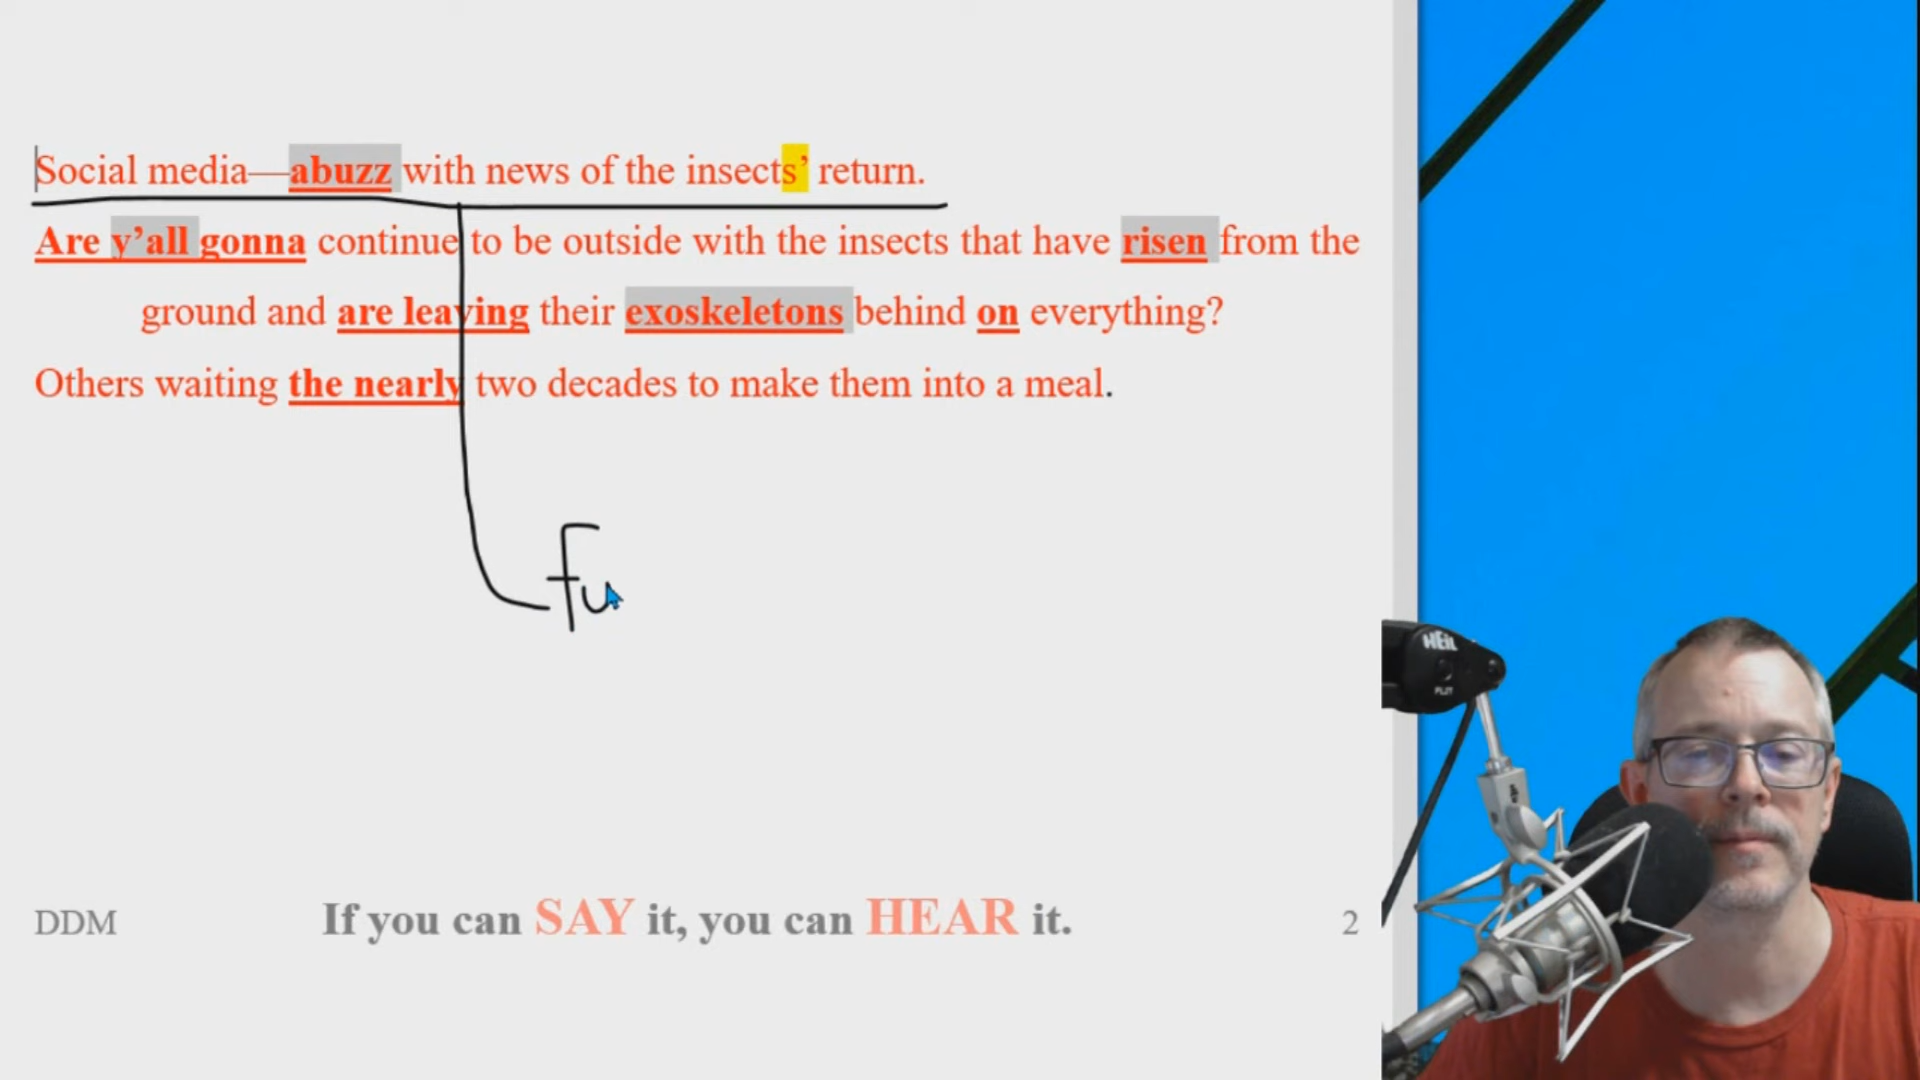 Social media—abuzz with news of the insects’ return.
Are y’all gonna continue to be outside with the insects that have risen from the
ground and are leaving their exoskeletons behind on everything?
Others waiting the nearly two decades to make them into a meal.
fu
DDM If you can SAY it, you can HEAR it. 2
HEiL